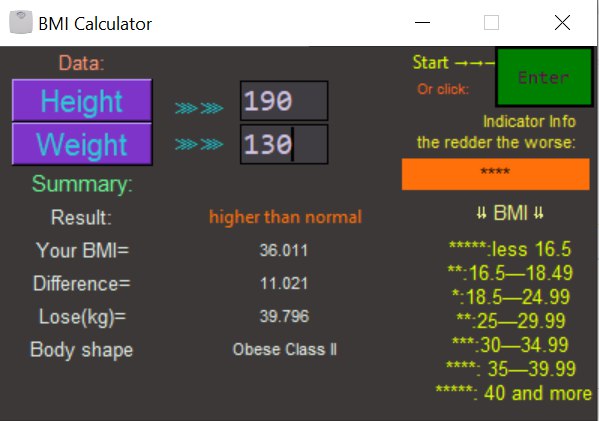 BMI Calculator
Data:
Height ⋙⋙ 190
Weight ⋙⋙ 130
Summary:
Result: higher than normal
Your BMI= 36.011
Difference= 11.021
Lose(kg)= 39.796
Body shape Obese Class II
Start →→→ Enter
Or click:
Indicator Info
the redder the worse:
****
⇊ BMI ⇊
*****:less 16.5
**:16.5—18.49
*:18.5—24.99
**:25—29.99
***:30—34.99
****: 35—39.99
*****: 40 and more